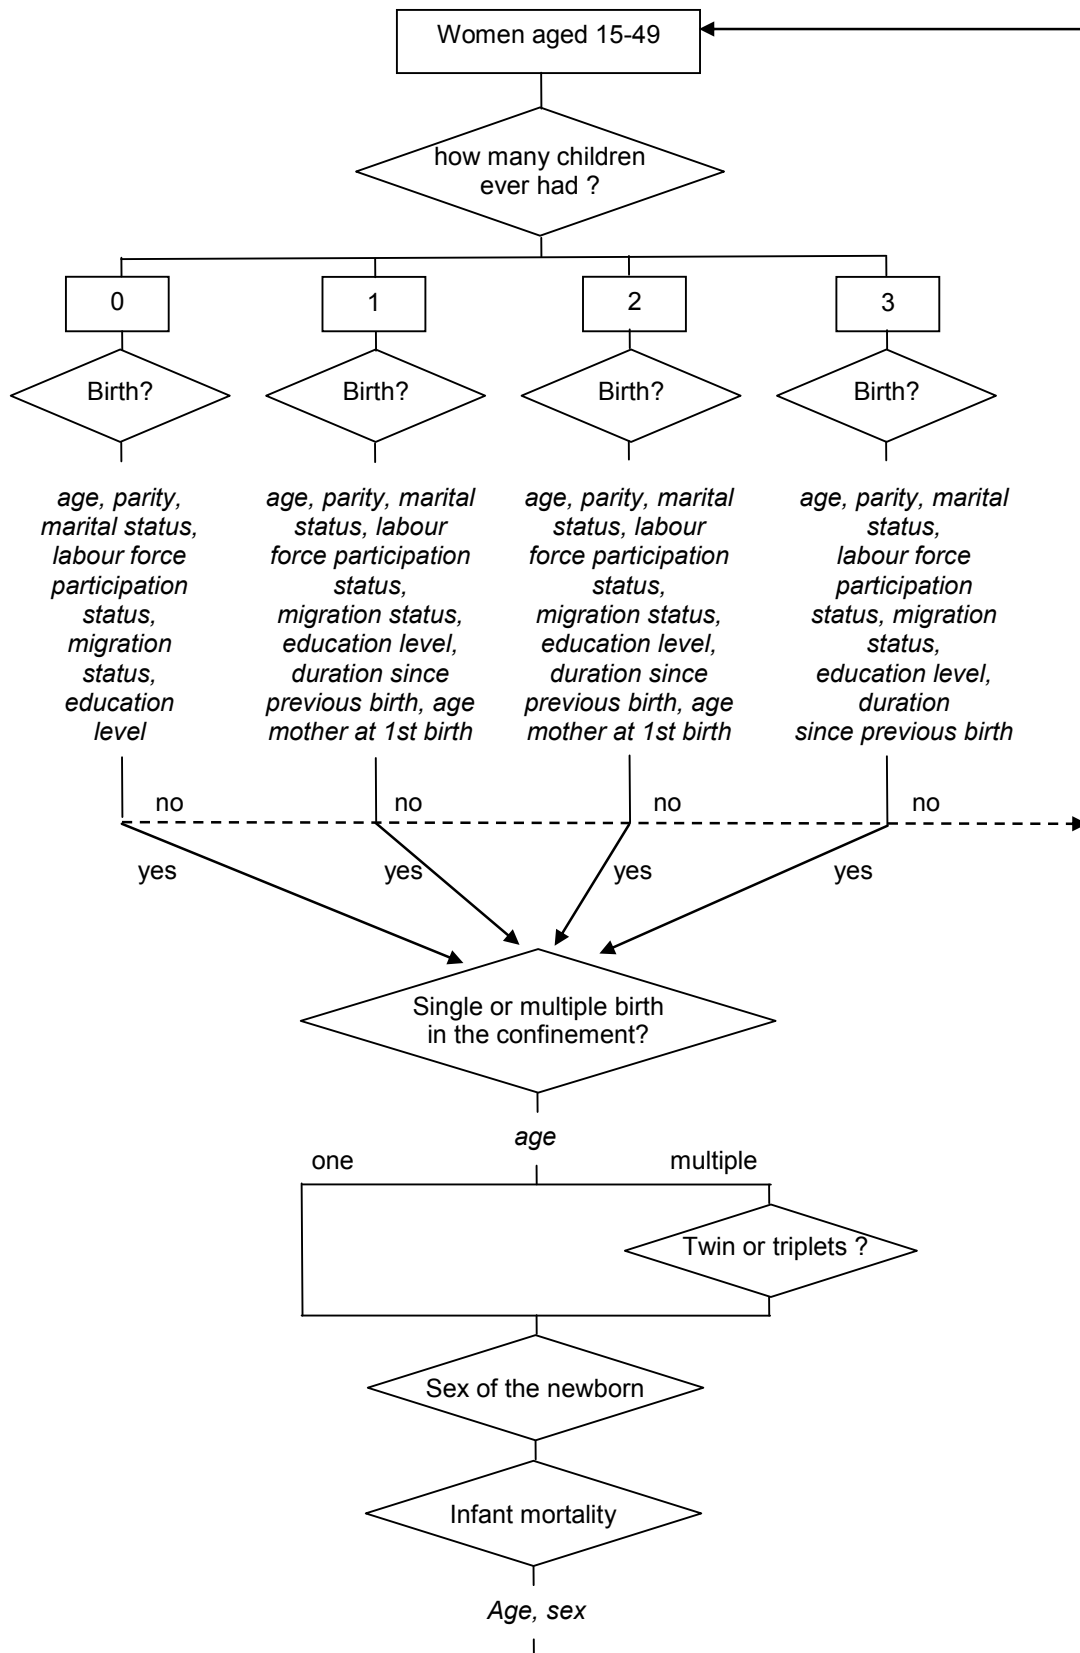 Women aged 15-49
how many children
ever had ?
0
1
2
3
Birth?
Birth?
Birth?
Birth?
age, parity,
marital status,
labour force
participation
status,
migration
status,
education
level
age, parity, marital
status, labour
force participation
status,
migration status,
education level,
duration since
previous birth, age
mother at 1st birth
age, parity, marital
status, labour
force participation
status,
migration status,
education level,
duration since
previous birth, age
mother at 1st birth
age, parity, marital
status,
labour force
participation
status, migration
status,
education level,
duration
since previous birth
no
no
no
no
yes
yes
yes
yes
Single or multiple birth
in the confinement?
age
one
multiple
Twin or triplets ?
Sex of the newborn
Infant mortality
Age, sex